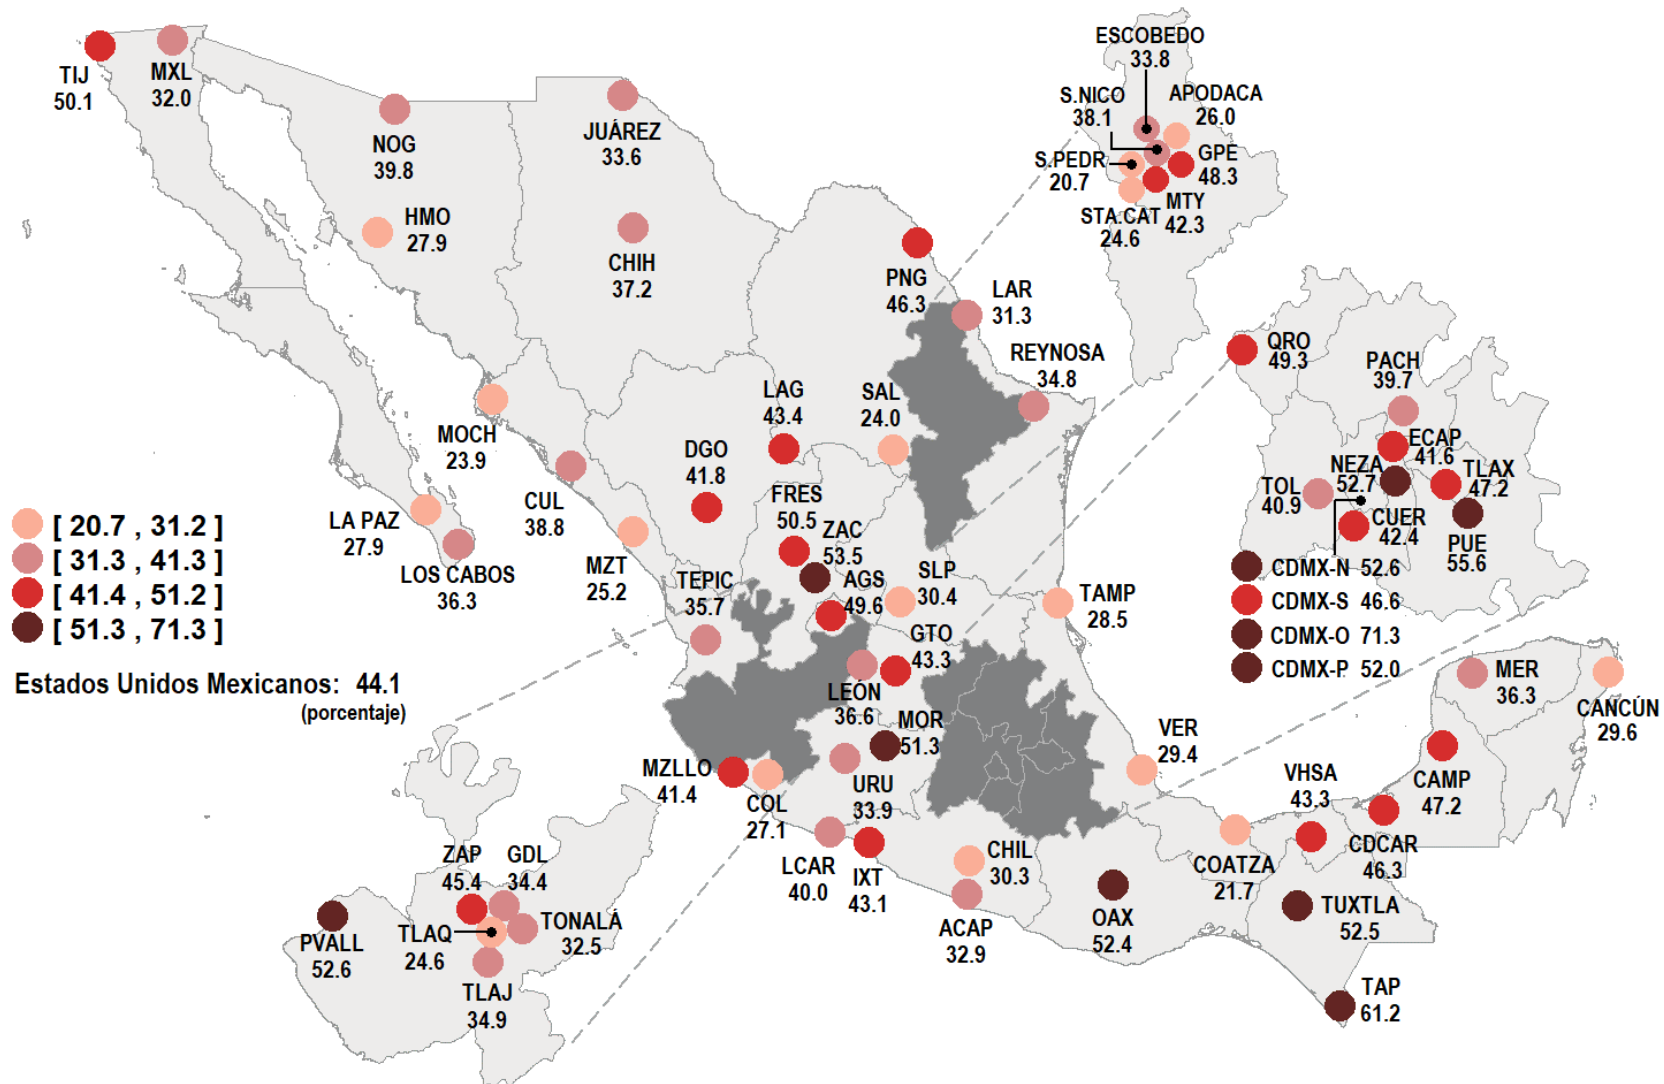 TIJ
50.1
MXL
32.0
NOG
39.8
HMO
27.9
JUÁREZ
33.6
CHIH
37.2
PNG
46.3
LAR
31.3
REYNOSA
34.8
ESCOBEDO
33.8
S.NICO
38.1
APODACA
26.0
S.PEDR
20.7
GPE
48.3
STA.CAT
24.6
MTY
42.3
MOCH
23.9
CUL
38.8
LA PAZ
27.9
LOS CABOS
36.3
MZT
25.2
DGO
41.8
LAG
43.4
SAL
24.0
FRES
50.5
ZAC
53.5
AGS
49.6
SLP
30.4
TEPIC
35.7
GTO
43.3
LEÓN
36.6
MOR
51.3
TAMP
28.5
QRO
49.3
PACH
39.7
ECAP
41.6
NEZA
52.7
TLAX
47.2
TOL
40.9
CUER
42.4
PUE
55.6
CDMX-N 52.6
CDMX-S 46.6
CDMX-O 71.3
CDMX-P 52.0
[ 20.7 , 31.2 ]
[ 31.3 , 41.3 ]
[ 41.4 , 51.2 ]
[ 51.3 , 71.3 ]
Estados Unidos Mexicanos: 44.1
(porcentaje)
MZLLO
41.4
COL
27.1
URU
33.9
LCAR
40.0
IXT
43.1
CHIL
30.3
ACAP
32.9
OAX
52.4
VER
29.4
COATZA
21.7
VHSA
43.3
CDCAR
46.3
CAMP
47.2
MER
36.3
CANCÚN
29.6
TUXTLA
52.5
TAP
61.2
ZAP
45.4
GDL
34.4
TONALÁ
32.5
TLAQ
24.6
TLAJ
34.9
PVALL
52.6